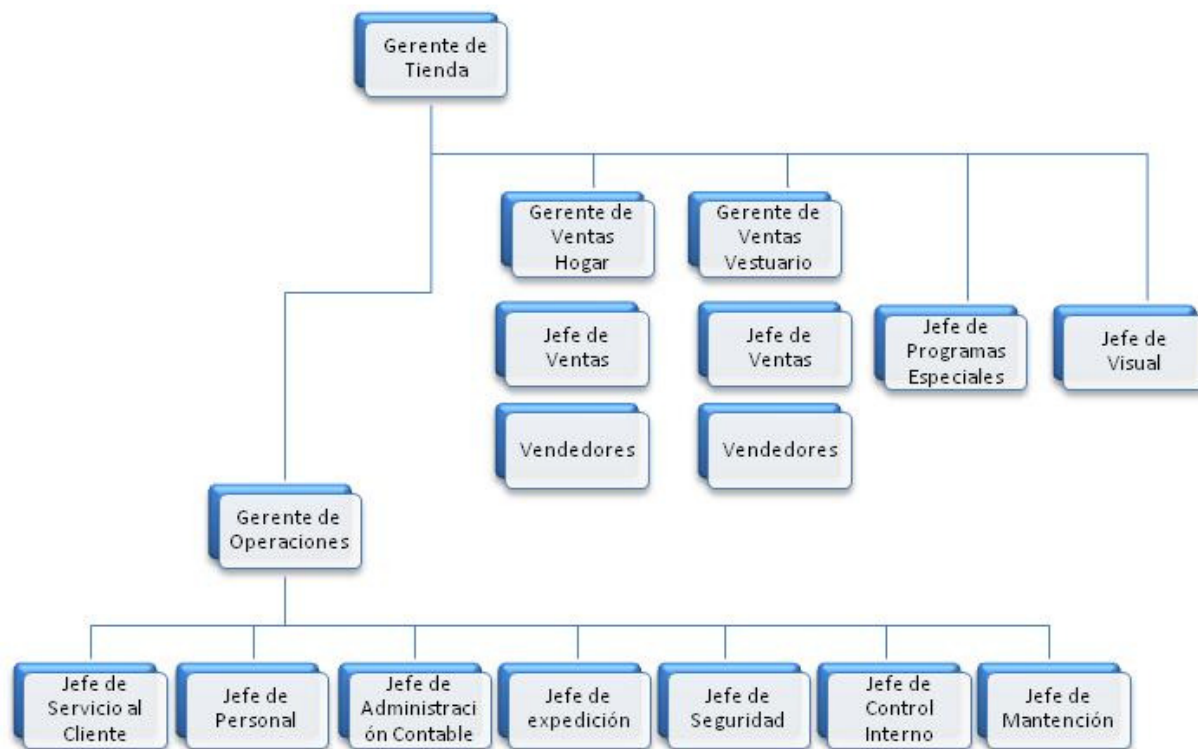 Gerente de
Tienda
Gerente de
Ventas
Hogar
Gerente de
Ventas
Vestuario
Jefe de
Ventas
Jefe de
Ventas
Jefe de
Programas
Especiales
Jefe de
Visual
Vendedores
Vendedores
Gerente de
Operaciones
Jefe de
Servicio al
Cliente
Jefe de
Personal
Jefe de
Administraci
ón Contable
Jefe de
expedición
Jefe de
Seguridad
Jefe de
Control
Interno
Jefe de
Mantención